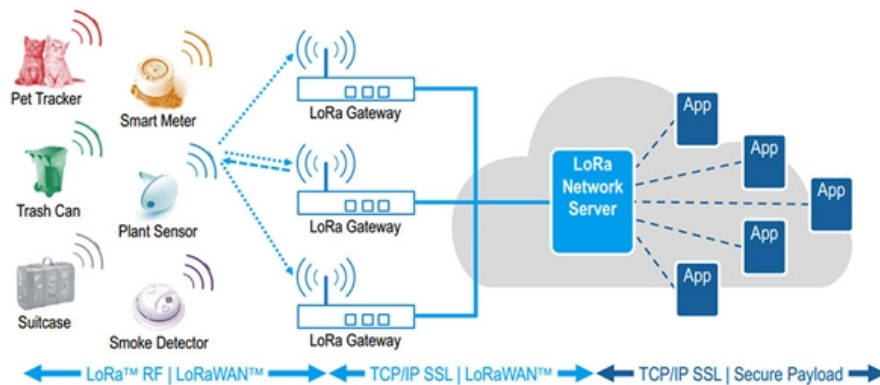 Pet Tracker
Smart Meter
Trash Can
Plant Sensor
Suitcase
Smoke Detector
LoRa Gateway
LoRa Gateway
LoRa Gateway
LoRa
Network
Server
App
App
App
App
App
LoRa™ RF | LoRaWAN™
TCP/IP SSL | LoRaWAN™
TCP/IP SSL | Secure Payload